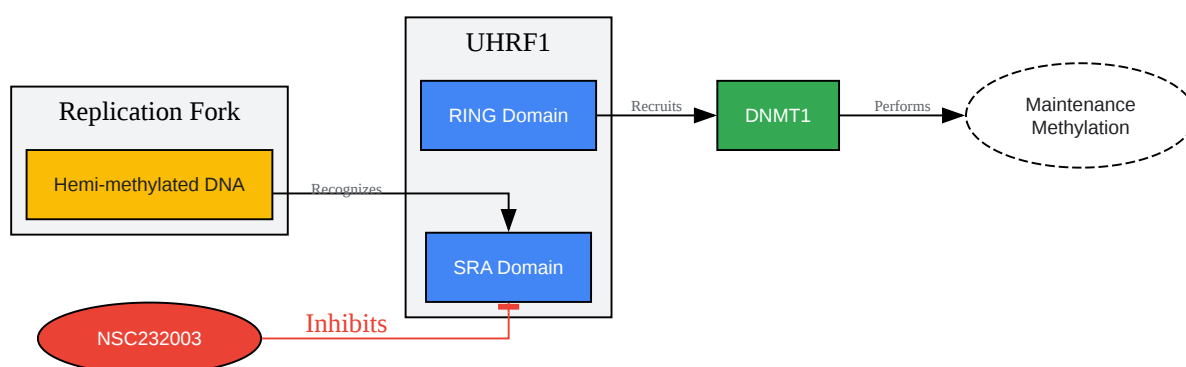 UHRF1
Replication Fork
RING Domain
Recruits
DNMT1
Performs
Maintenance
Methylation
Hemi-methylated DNA
Recognizes
SRA Domain
NSC232003
Inhibits